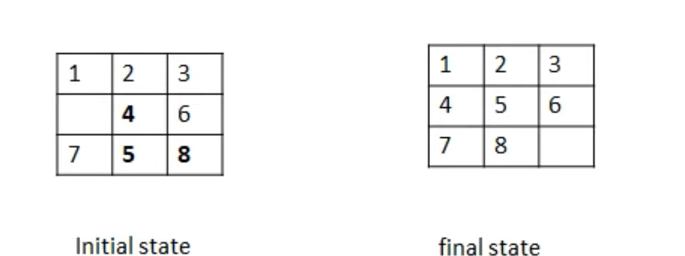 1 2 3
4 6
7 5 8
Initial state
1 2 3
4 5 6
7 8
final state